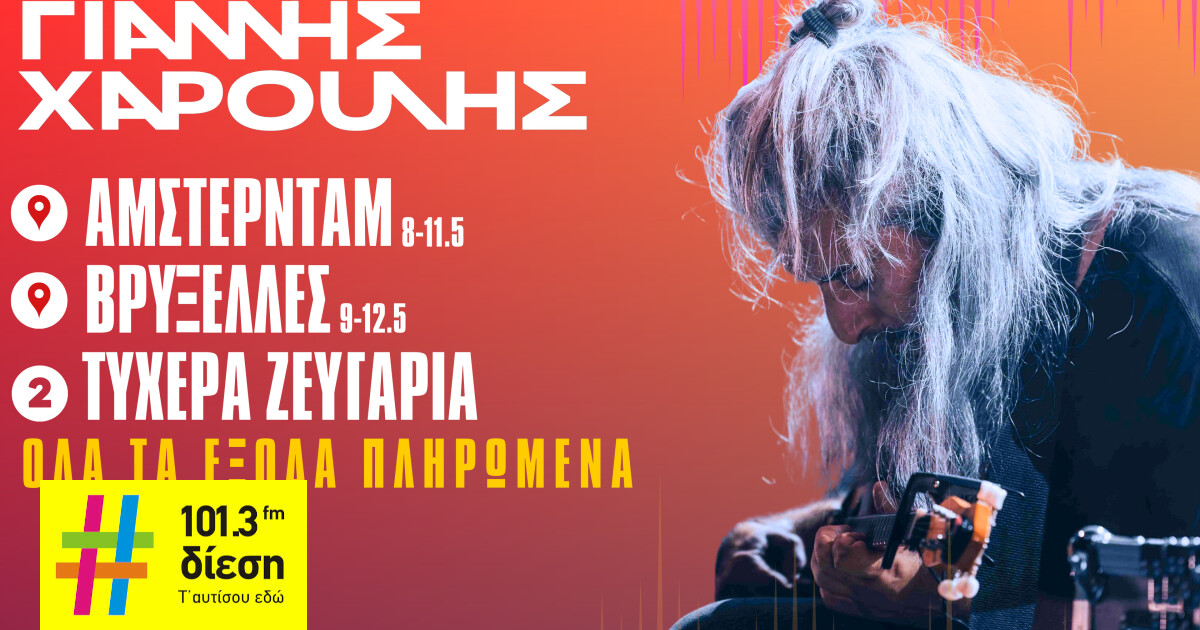 ΓΙΑΝΝΗΣ
ΧΑΡΟΥΛΗΣ
ΑΜΣΤΕΡΝΤΑΜ 8-11.5
ΒΡΥΞΕΛΛΕΣ 9-12.5
2 ΤΥΧΕΡΑ ΖΕΥΓΑΡΙΑ
ΟΛΑ ΤΑ ΕΞΟΔΑ ΠΛΗΡΩΜΕΝΑ
101.3 fm
δίεση
Τ'αυτίσου εδώ